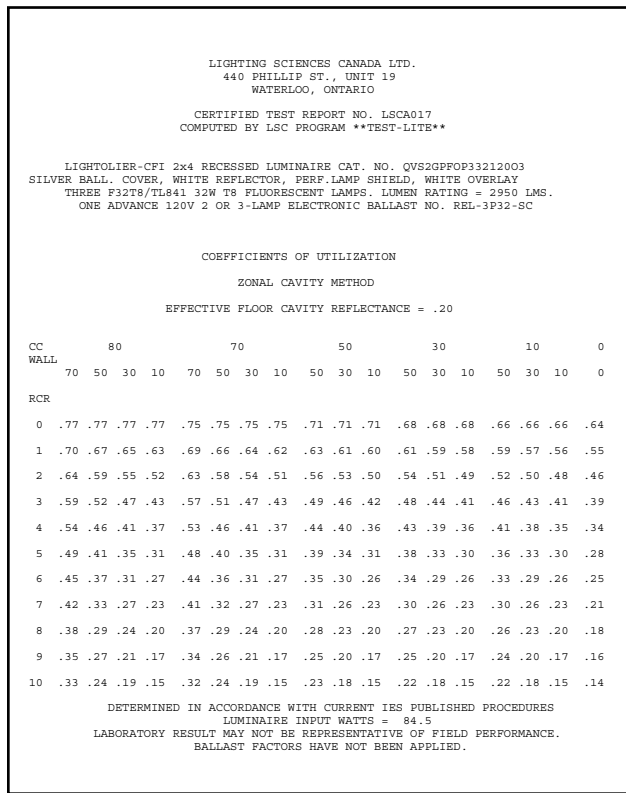 LIGHTING SCIENCES CANADA LTD.
440 PHILLIP ST., UNIT 19
WATERLOO, ONTARIO
CERTIFIED TEST REPORT NO. LSCA017
COMPUTED BY LSC PROGRAM **TEST-LITE**
LIGHTOLIER-CFI 2x4 RECESSED LUMINAIRE CAT. NO. QVS2GPFOP33212OO3
SILVER BALL. COVER, WHITE REFLECTOR, PERF.LAMP SHIELD, WHITE OVERLAY
THREE F32T8/TL841 32W T8 FLUORESCENT LAMPS. LUMEN RATING = 2950 LMS.
ONE ADVANCE 120V 2 OR 3-LAMP ELECTRONIC BALLAST NO. REL-3P32-SC
COEFFICIENTS OF UTILIZATION
ZONAL CAVITY METHOD
EFFECTIVE FLOOR CAVITY REFLECTANCE = .20
CC 80 70 50 30 10 0
WALL
70 50 30 10 70 50 30 10 50 30 10 50 30 10 50 30 10 0
RCR
0 .77 .77 .77 .77 .75 .75 .75 .75 .71 .71 .71 .68 .68 .68 .66 .66 .66 .64
1 .70 .67 .65 .63 .69 .66 .64 .62 .63 .61 .60 .61 .59 .58 .59 .57 .56 .55
2 .64 .59 .55 .52 .63 .58 .54 .51 .56 .53 .50 .54 .51 .49 .52 .50 .48 .46
3 .59 .52 .47 .43 .57 .51 .47 .43 .49 .46 .42 .48 .44 .41 .46 .43 .41 .39
4 .54 .46 .41 .37 .53 .46 .41 .37 .44 .40 .36 .43 .39 .36 .41 .38 .35 .34
5 .49 .41 .35 .31 .48 .40 .35 .31 .39 .34 .31 .38 .33 .30 .36 .33 .30 .28
6 .45 .37 .31 .27 .44 .36 .31 .27 .35 .30 .26 .34 .29 .26 .33 .29 .26 .25
7 .42 .33 .27 .23 .41 .32 .27 .23 .31 .26 .23 .30 .26 .23 .30 .26 .23 .21
8 .38 .29 .24 .20 .37 .29 .24 .20 .28 .23 .20 .27 .23 .20 .26 .23 .20 .18
9 .35 .27 .21 .17 .34 .26 .21 .17 .25 .20 .17 .25 .20 .17 .24 .20 .17 .16
10 .33 .24 .19 .15 .32 .24 .19 .15 .23 .18 .15 .22 .18 .15 .22 .18 .15 .14
DETERMINED IN ACCORDANCE WITH CURRENT IES PUBLISHED PROCEDURES
LUMINAIRE INPUT WATTS = 84.5
LABORATORY RESULT MAY NOT BE REPRESENTATIVE OF FIELD PERFORMANCE.
BALLAST FACTORS HAVE NOT BEEN APPLIED.